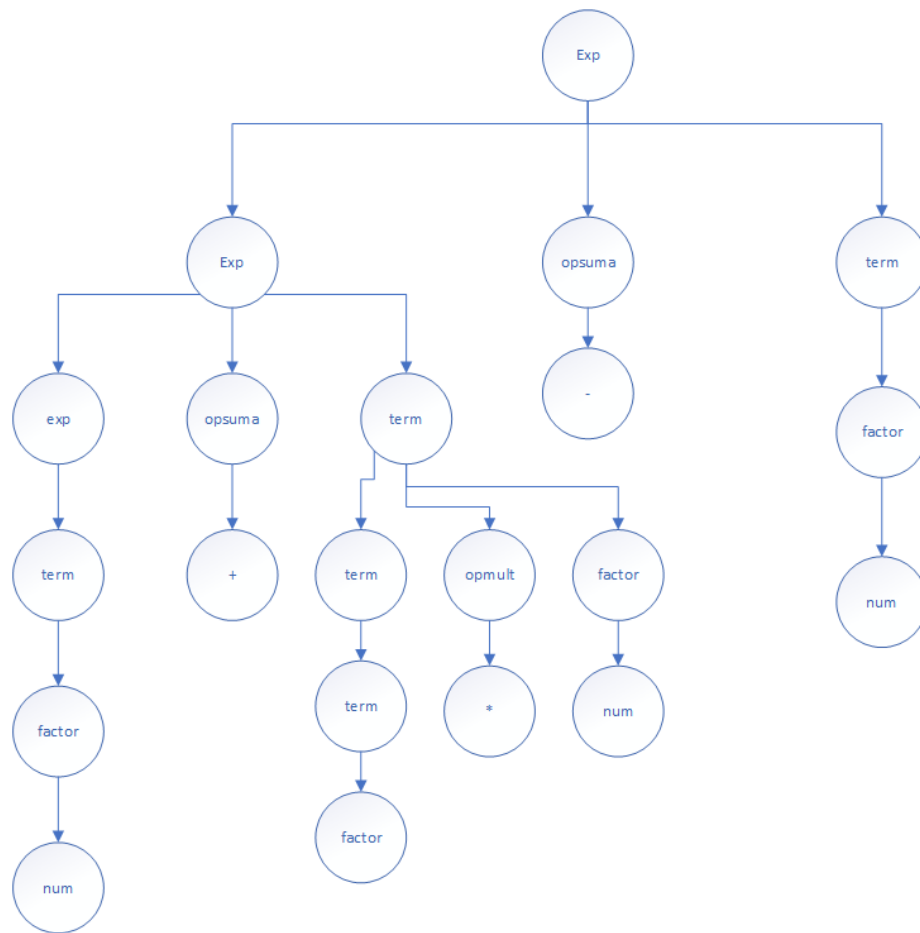 Exp
Exp opsuma term
exp opsuma term - factor
term + term opmult factor num
factor term * num
num factor